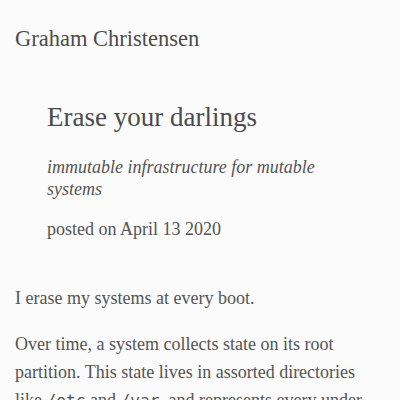 Graham Christensen
Erase your darlings
immutable infrastructure for mutable
systems
posted on April 13 2020
I erase my systems at every boot.
Over time, a system collects state on its root
partition. This state lives in assorted directories
like /etc and /var, and represents every under